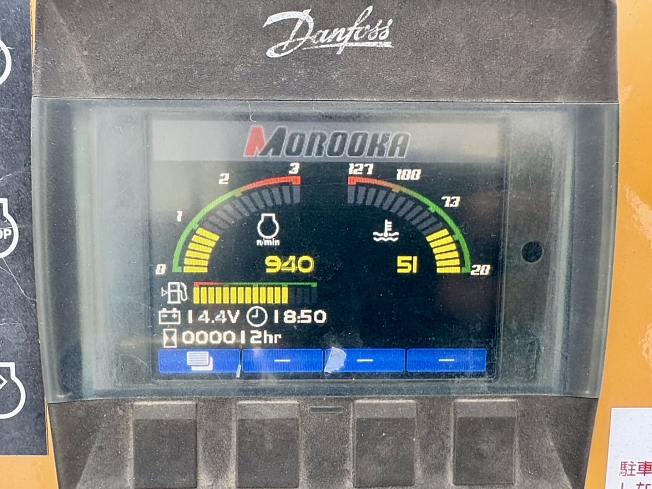 Danfoss
MOROOKA
3 127
2 100
1 73
n/min
0 940 51 20
14.4V 18:50
000012hr
OP
駐車